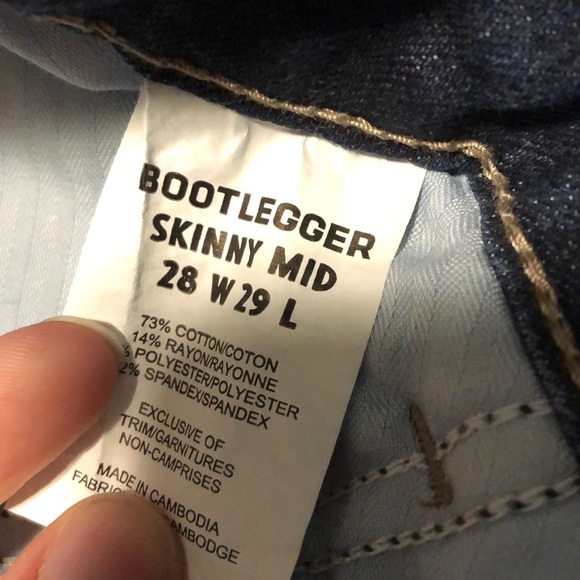 BOOTLEGGER
SKINNY MID
28 W 29 L
73% COTTON/COTON
14% RAYON/RAYONNE
% POLYESTER/POLYESTER
2% SPANDEX/SPANDEX
EXCLUSIVE OF
TRIM/GARNITURES
NON-COMPRISES
MADE IN CAMBODIA